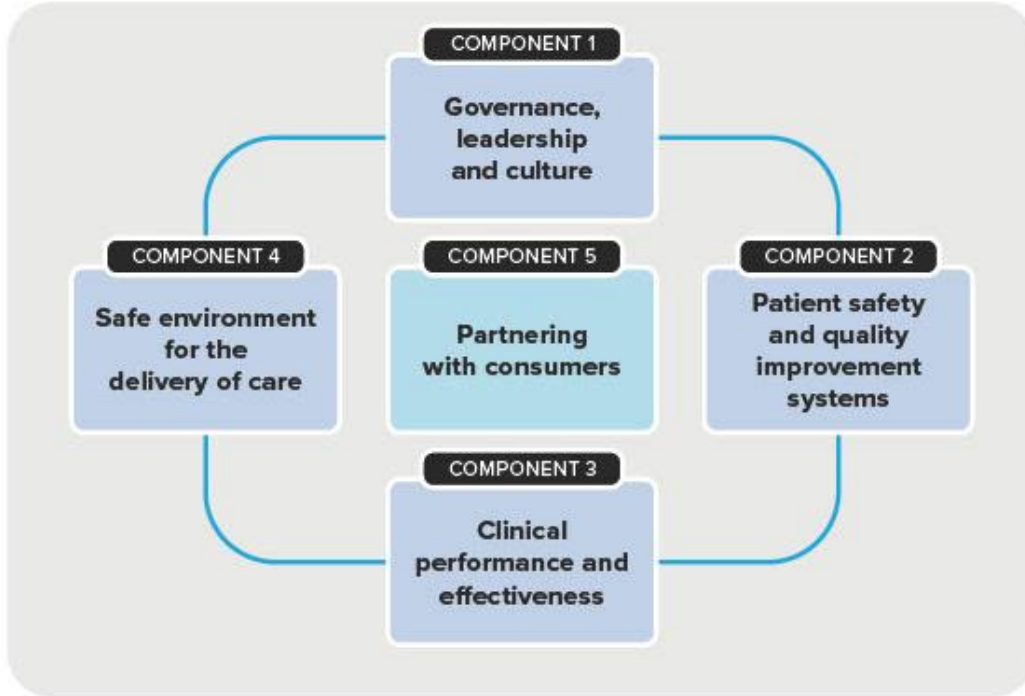 COMPONENT 1
Governance,
leadership
and culture
COMPONENT 4
Safe environment
for the
delivery of care
COMPONENT 5
Partnering
with consumers
COMPONENT 2
Patient safety
and quality
improvement
systems
COMPONENT 3
Clinical
performance and
effectiveness